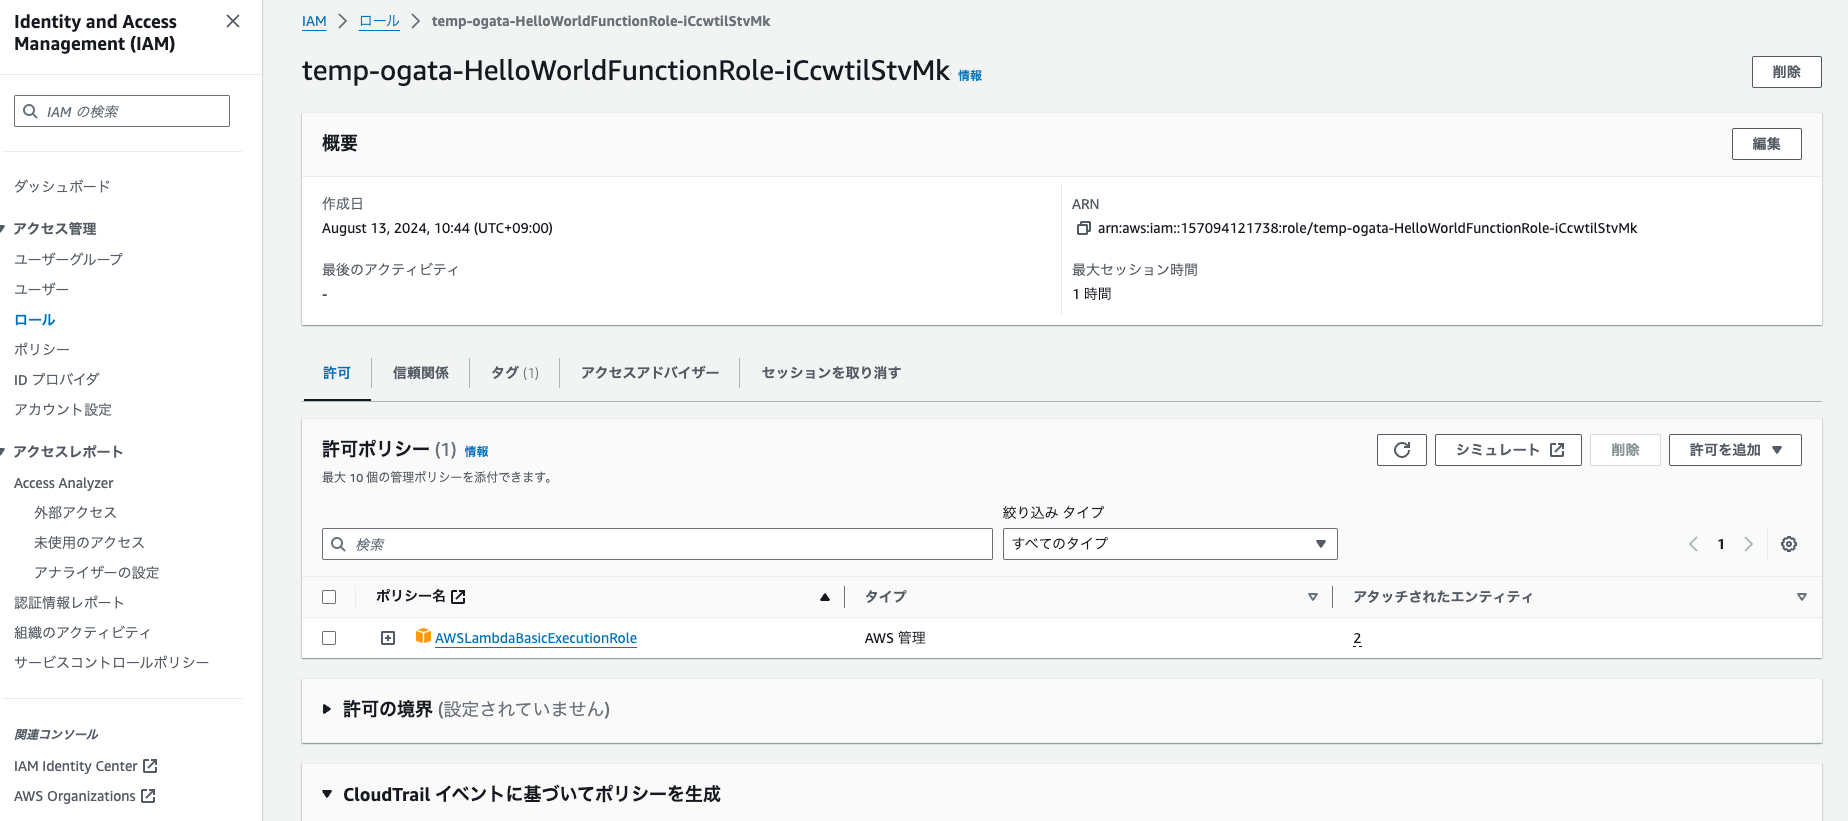 Identity and Access Management (IAM)
IAM の検索
ダッシュボード
アクセス管理
ユーザーグループ
ユーザー
ロール
ポリシー
ID プロバイダ
アカウント設定
アクセスレポート
Access Analyzer
外部アクセス
未使用のアクセス
アナライザーの設定
認証情報レポート
組織のアクティビティ
サービスコントロールポリシー
関連コンソール
IAM Identity Center
AWS Organizations
IAM ロール temp-ogata-HelloWorldFunctionRole-iCcwtilStvMk
temp-ogata-HelloWorldFunctionRole-iCcwtilStvMk 情報
削除
概要
編集
作成日
August 13, 2024, 10:44 (UTC+09:00)
ARN
arn:aws:iam::157094121738:role/temp-ogata-HelloWorldFunctionRole-iCcwtilStvMk
最後のアクティビティ
-
最大セッション時間
1 時間
許可 信頼関係 タグ (1) アクセスアドバイザー セッションを取り消す
許可ポリシー (1) 情報
最大 10 個の管理ポリシーを添付できます。
シミュレート 削除 許可を追加
絞り込み タイプ
検索 すべてのタイプ 1
ポリシー名 タイプ アタッチされたエンティティ
AWSLambdaBasicExecutionRole AWS 管理 2
許可の境界 (設定されていません)
CloudTrail イベントに基づいてポリシーを生成